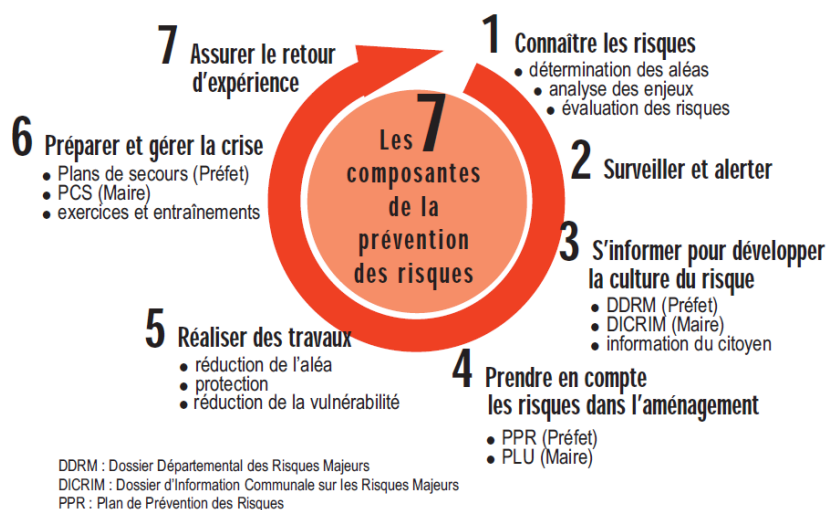 Les 7
composantes
de la
prévention
des risques
1 Connaître les risques
• détermination des aléas
• analyse des enjeux
• évaluation des risques
2 Surveiller et alerter
3 S'informer pour développer
la culture du risque
• DDRM (Préfet)
• DICRIM (Maire)
• information du citoyen
4 Prendre en compte
les risques dans l'aménagement
• PPR (Préfet)
• PLU (Maire)
5 Réaliser des travaux
• réduction de l'aléa
• protection
• réduction de la vulnérabilité
6 Préparer et gérer la crise
• Plans de secours (Préfet)
• PCS (Maire)
• exercices et entraînements
7 Assurer le retour
d'expérience
DDRM : Dossier Départemental des Risques Majeurs
DICRIM : Dossier d'Information Communale sur les Risques Majeurs
PPR : Plan de Prévention des Risques